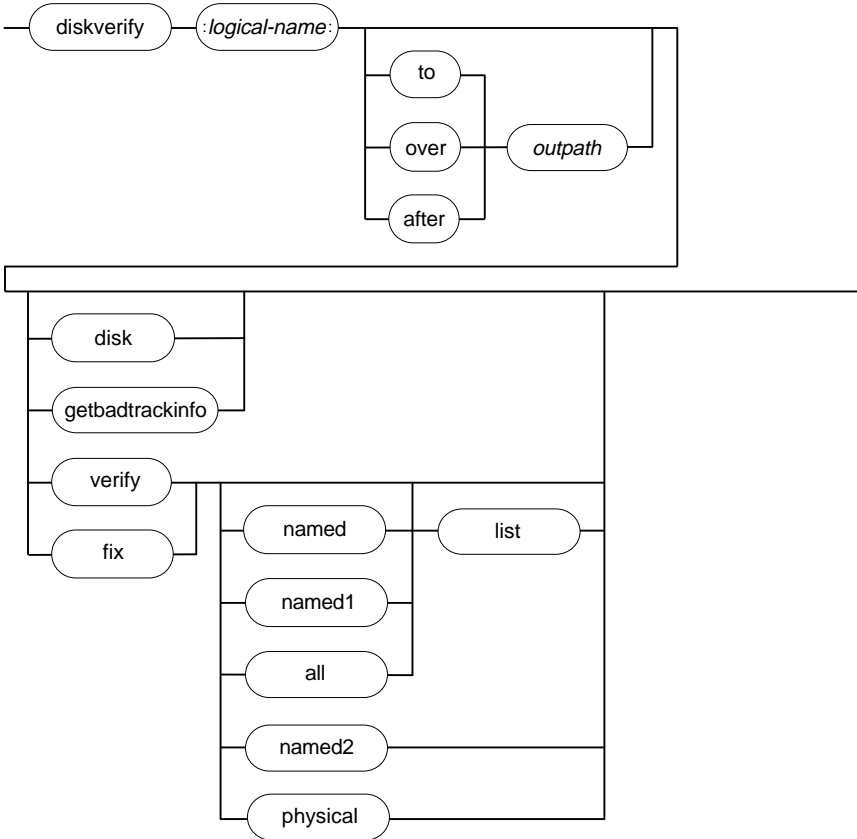 diskverify :logical-name:
to
over outpath
after
disk
getbadtrackinfo
verify
fix
named list
named1
all
named2
physical